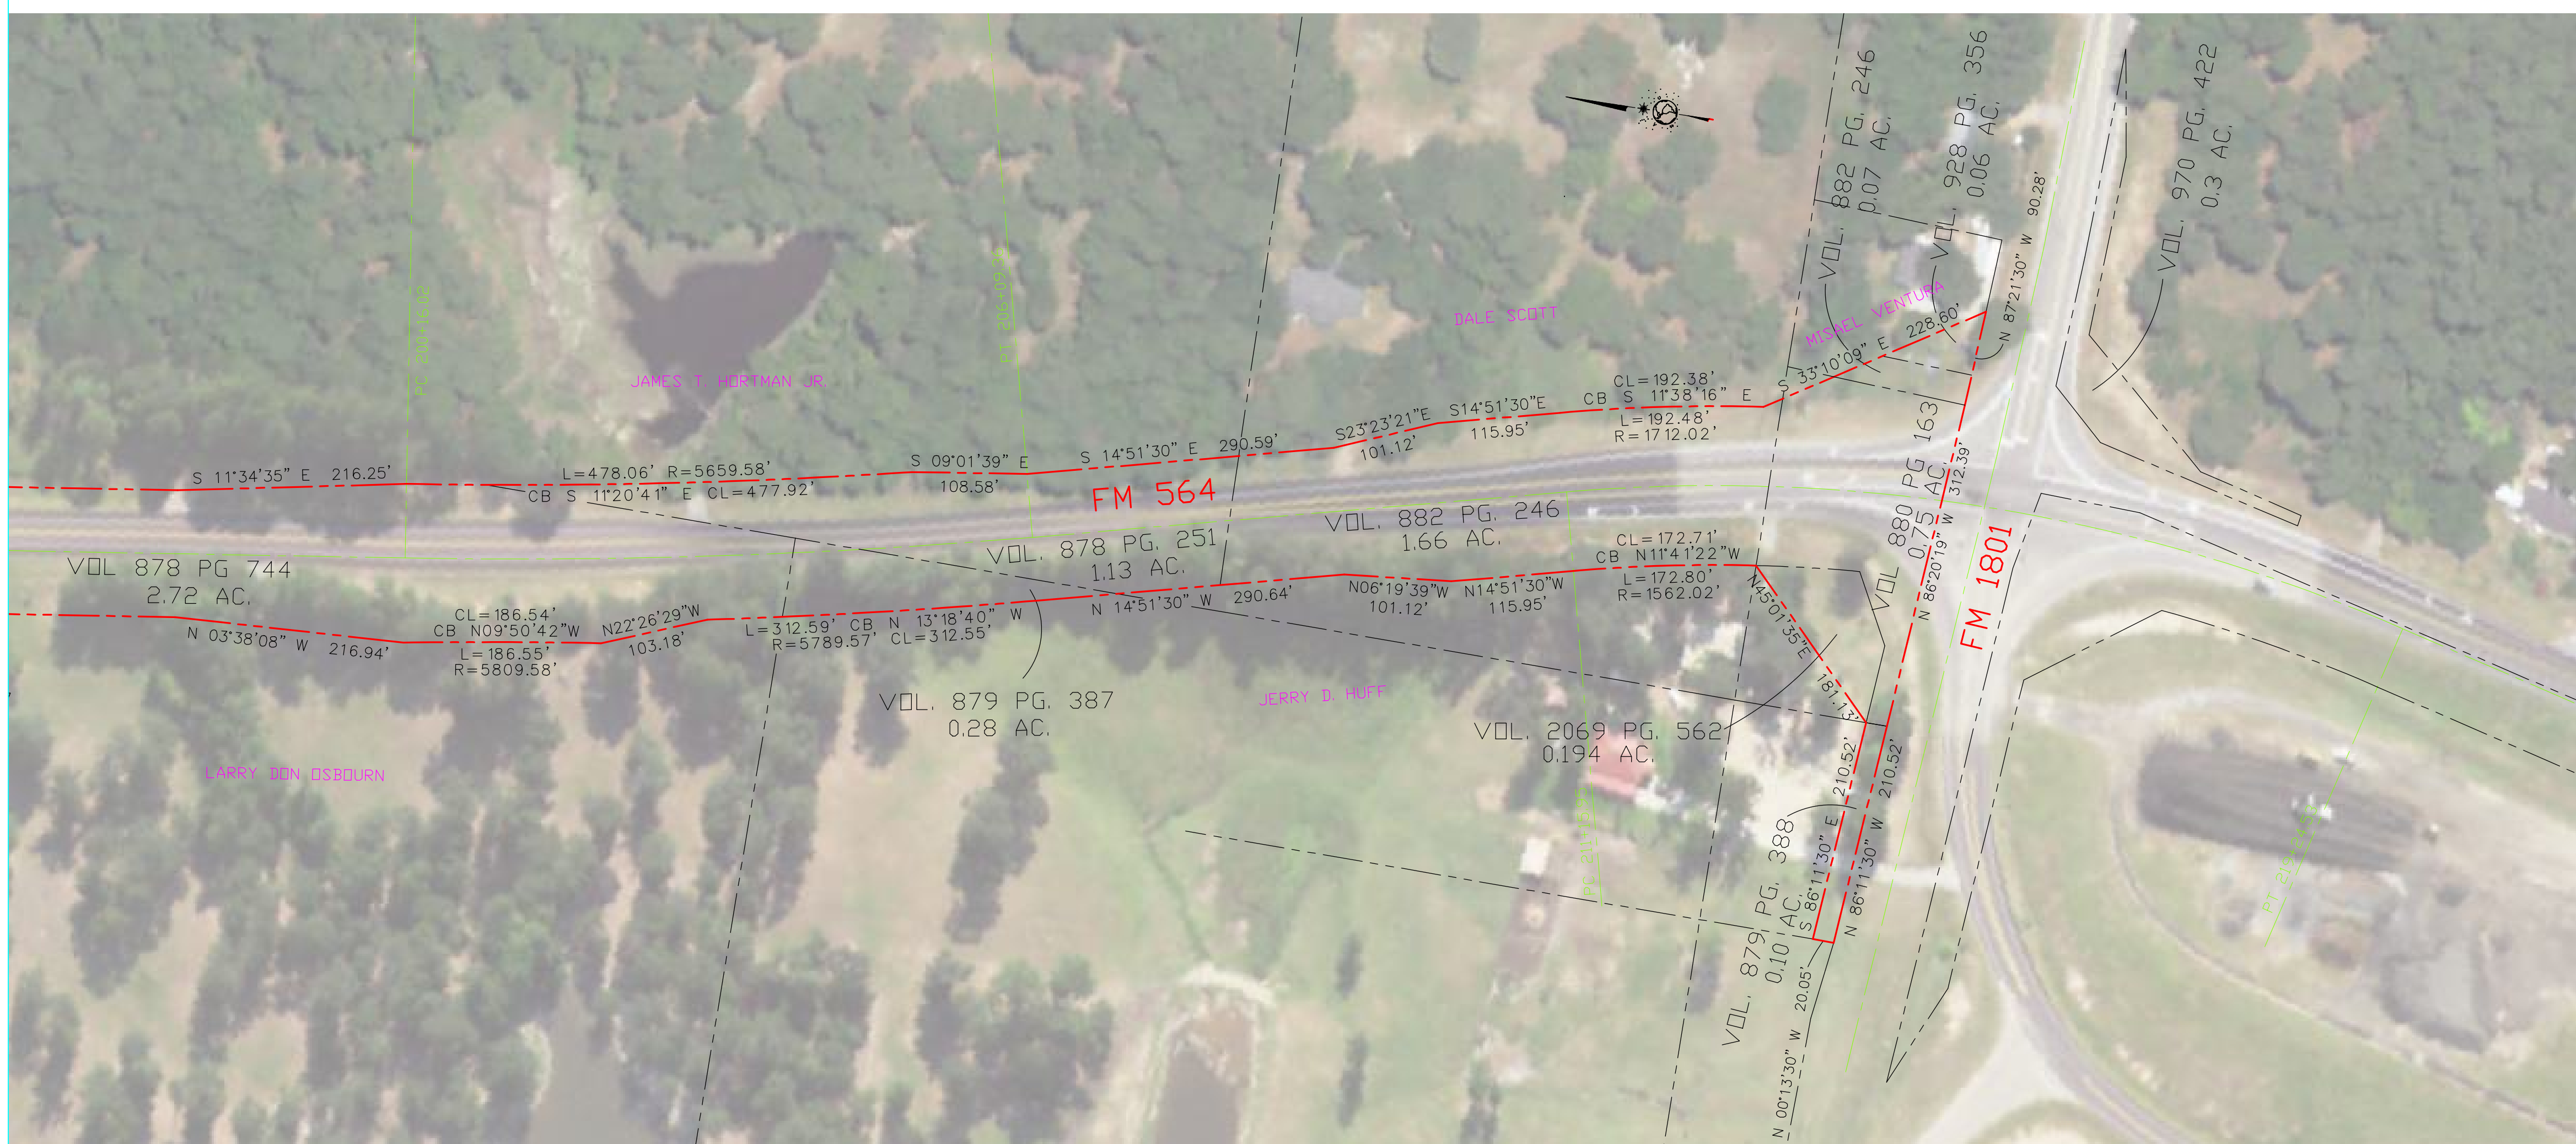 VOL. 882 PG. 246
0.07 AC.
VOL. 928 PG. 356
0.06 AC.
VOL. 970 PG. 422
0.3 AC.
N 87°21'30" W 90.28'
PC 200+16.02
JAMES T. HORTMAN JR.
DALE SCOTT
MISAEL VENTURA
S 33°10'09" E 228.60'
S 11°34'35" E 216.25'
L=478.06' R=5659.58'
CB S 11°20'41" E CL=477.92'
S 09°01'39" E
108.58'
S 14°51'30" E 290.59'
S23°23'21"E
101.12'
S14°51'30"E
115.95'
CL=192.38'
CB S 11°38'16" E
L=192.48'
R=1712.02'
FM 564
VOL 880 PG 163
0.75 AC.
N 86°20'19" W 312.39'
FM 1801
VOL 878 PG 744
2.72 AC.
VOL. 878 PG. 251
1.13 AC.
VOL. 882 PG. 246
1.66 AC.
N 03°38'08" W 216.94'
CL=186.54'
CB N09°50'42"W
L=186.55'
R=5809.58'
N22°26'29"W
103.18'
L=312.59' CB N 13°18'40" W
R=5789.57' CL=312.55'
N 14°51'30" W 290.64'
N06°19'39"W
101.12'
N14°51'30"W
115.95'
CL=172.71'
CB N11°41'22"W
L=172.80'
R=1562.02'
N45°01'35"E
181.13'
VOL. 879 PG. 387
0.28 AC.
JERRY D. HUFF
VOL. 2069 PG. 562
0.194 AC.
LARRY DON OSBOURN
S 86°11'30" E 210.52'
N 86°11'30" W 210.52'
VOL. 879 PG. 388
0.10 AC.
N 00°13'30" W 20.05'